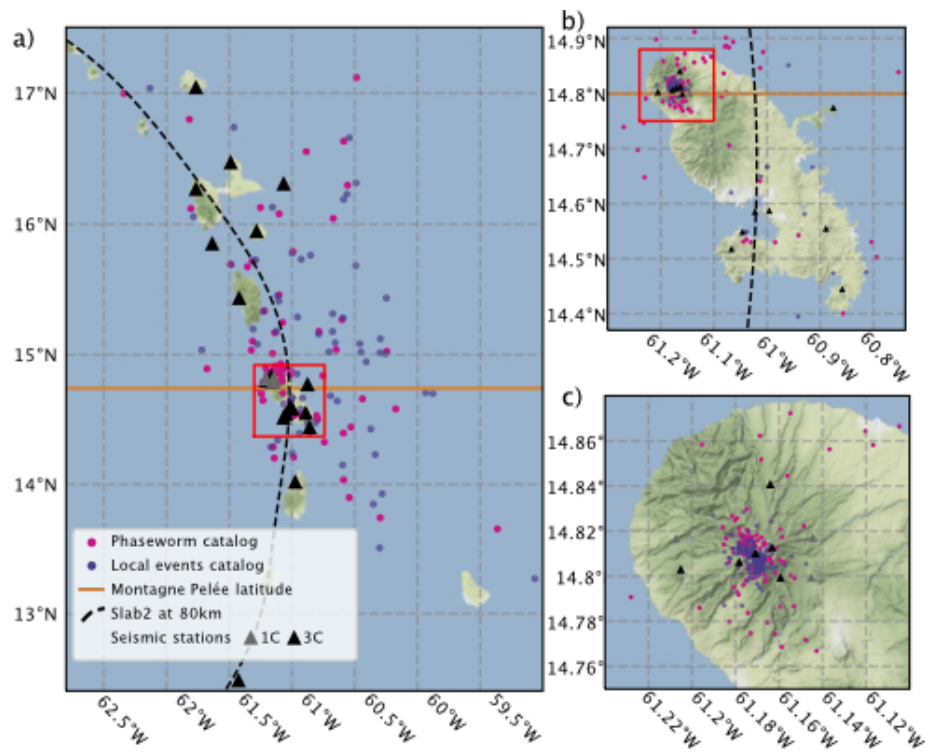 a)
17°N
16°N
15°N
14°N
13°N
Phaseworm catalog
Local events catalog
Montagne Pelée latitude
Slab2 at 80km
Seismic stations 1C 3C
62.5°W
62°W
61.5°W
61°W
60.5°W
60°W
59.5°W
b)
14.9°N
14.8°N
14.7°N
14.6°N
14.5°N
14.4°N
61.2°W
61.1°W
61°W
60.9°W
60.8°W
c)
14.86°
14.84°
14.82°
14.8°
14.78°
14.76°
61.22°W
61.2°W
61.18°W
61.16°W
61.14°W
61.12°W